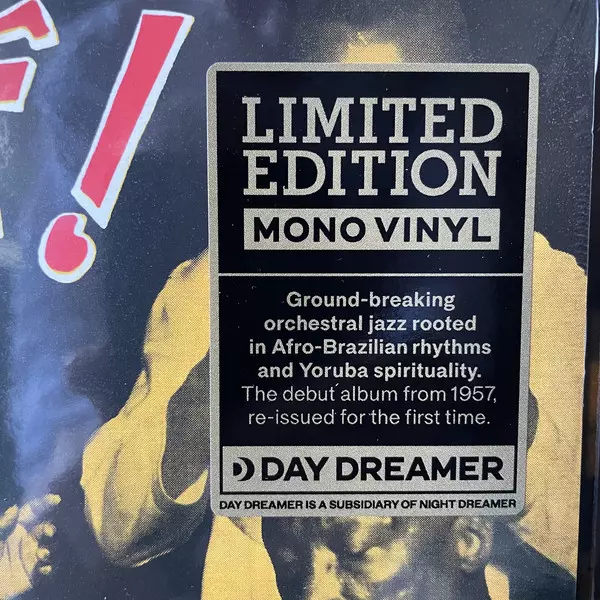 !
LIMITED
EDITION
MONO VINYL
Ground-breaking
orchestral jazz rooted
in Afro-Brazilian rhythms
and Yoruba spirituality.
The debut album from 1957,
re-issued for the first time.
DAY DREAMER
DAY DREAMER IS A SUBSIDIARY OF NIGHT DREAMER